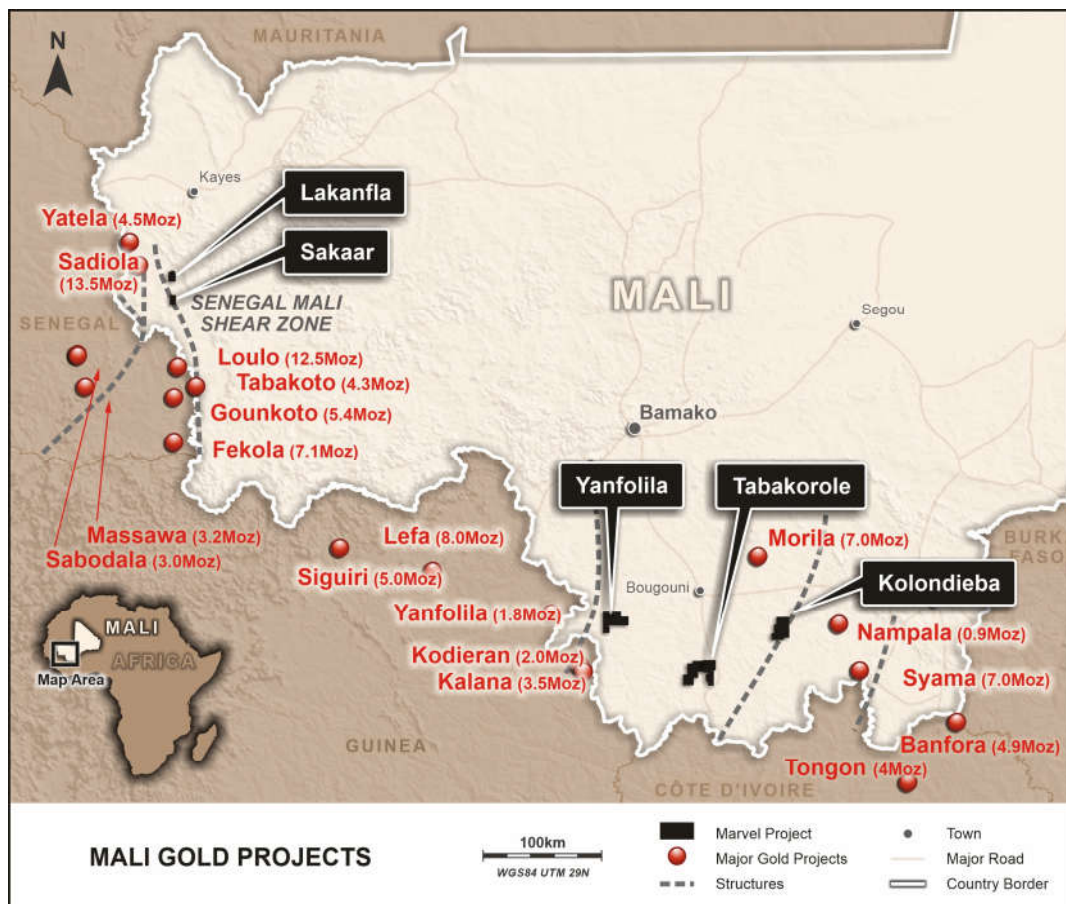 MAURITANIA
N
Kayes
Lakanfla
Yatela (4.5Moz)
Sadiola
(13.5Moz)
Sakaar
MALI
SENEGAL MALI
SHEAR ZONE
SENEGAL
Segou
Loulo (12.5Moz)
Tabakoto (4.3Moz)
Gounkoto (5.4Moz)
Bamako
Fekola (7.1Moz)
Yanfolila
Tabakorole
Massawa (3.2Moz)
Sabodala (3.0Moz)
Lefa (8.0Moz)
Siguiri (5.0Moz)
Morila (7.0Moz)
BURK
FASO
Bougouni
Kolondieba
Yanfolila (1.8Moz)
Nampala (0.9Moz)
MALI
AFRICA
Map Area
Kodieran (2.0Moz)
Kalana (3.5Moz)
Syama (7.0Moz)
GUINEA
Banfora (4.9Moz)
Tongon (4Moz)
CÔTE D'IVOIRE
MALI GOLD PROJECTS
100km
WGS84 UTM 29N
Marvel Project
Major Gold Projects
Structures
Town
Major Road
Country Border